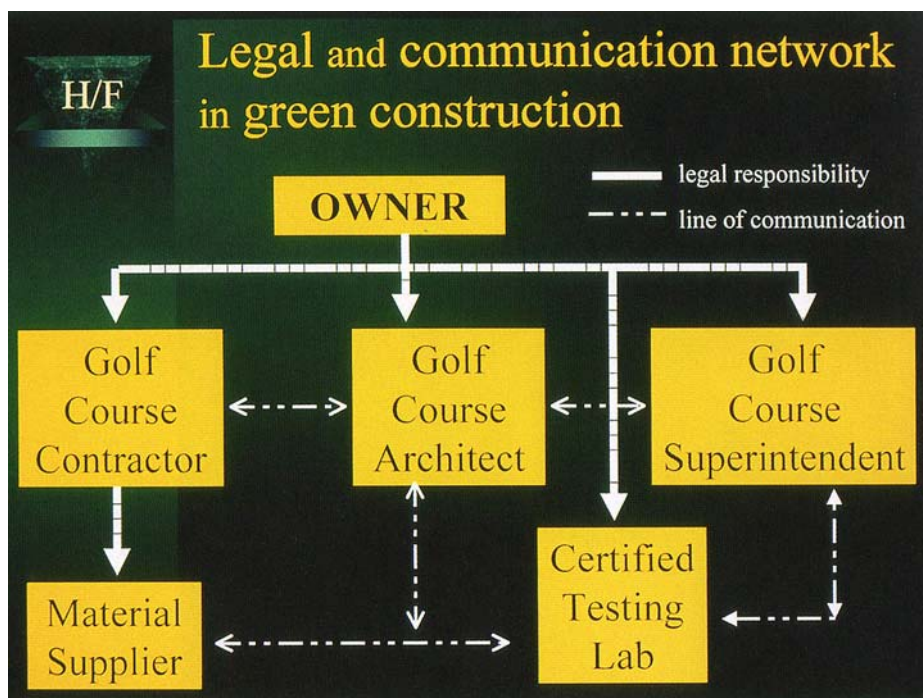 H/F
Legal and communication network
in green construction
legal responsibility
line of communication
OWNER
Golf
Course
Contractor
Golf
Course
Architect
Golf
Course
Superintendent
Material
Supplier
Certified
Testing
Lab